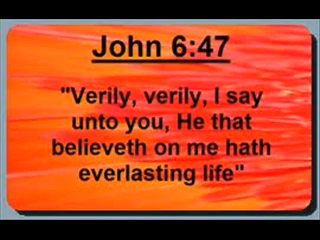 John 6:47
"Verily, verily, I say
unto you, He that
believeth on me hath
everlasting life"